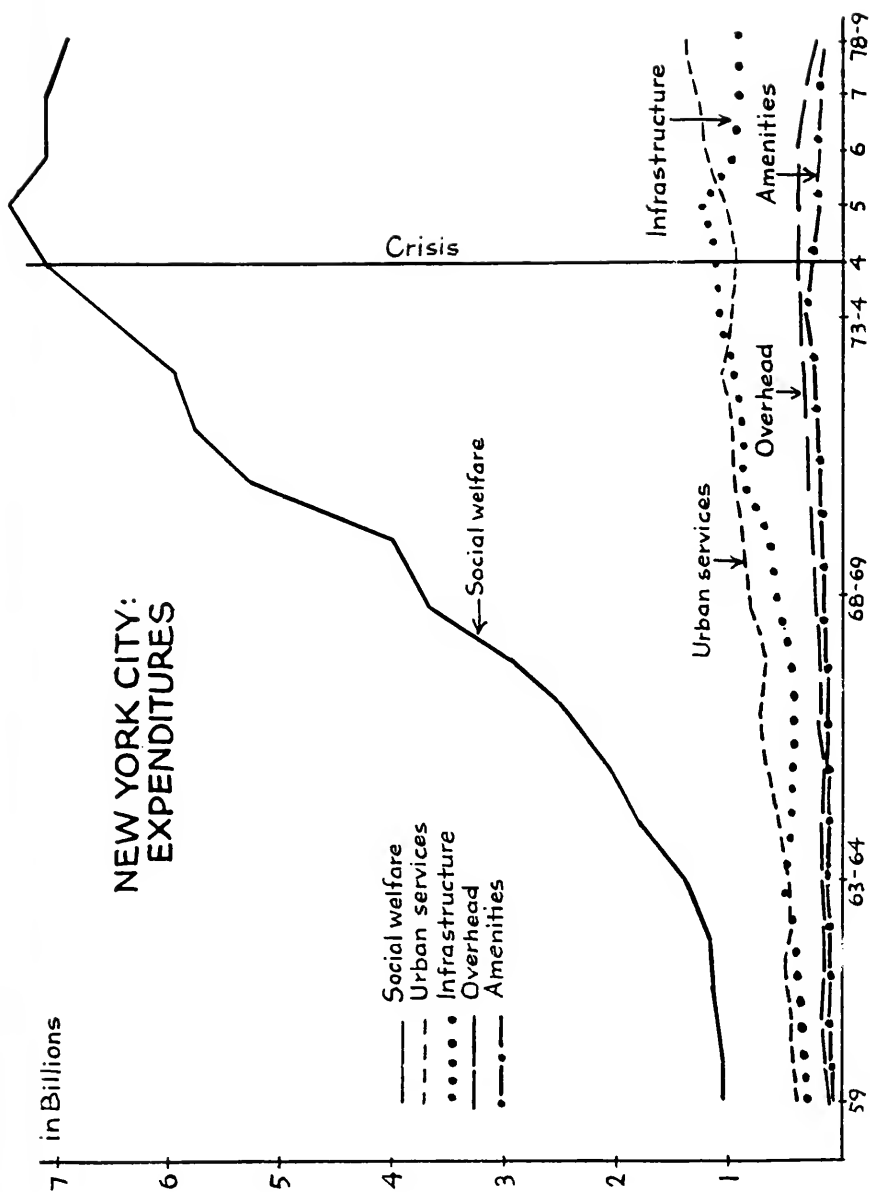 NEW YORK CITY:
EXPENDITURES
in Billions
7
6
5
4
3
2
1
Social welfare
Urban services
Infrastructure
Overhead
Amenities
Social welfare
Crisis
Urban services
Overhead
Infrastructure
Amenities
59
63-64
68-69
73-4
4
5
6
7
78-9